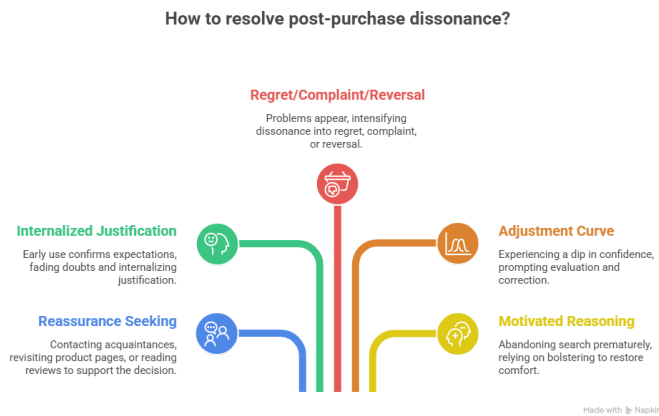 How to resolve post-purchase dissonance?
Regret/Complaint/Reversal
Problems appear, intensifying
dissonance into regret, complaint,
or reversal.
Internalized Justification
Early use confirms expectations,
fading doubts and internalizing
justification.
Adjustment Curve
Experiencing a dip in confidence,
prompting evaluation and
correction.
Reassurance Seeking
Contacting acquaintances,
revisiting product pages, or reading
reviews to support the decision.
Motivated Reasoning
Abandoning search prematurely,
relying on bolstering to restore
comfort.
Made with Napkin